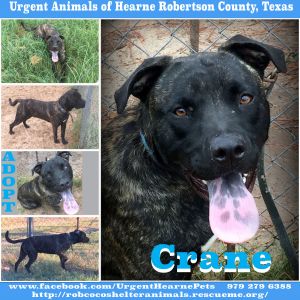 Urgent Animals of Hearne Robertson County, Texas
ADOPT
Crane
www.facebook.com/UrgentHearnePets 979 279 6388
http://robcocoshelteranimals.rescueme.org/